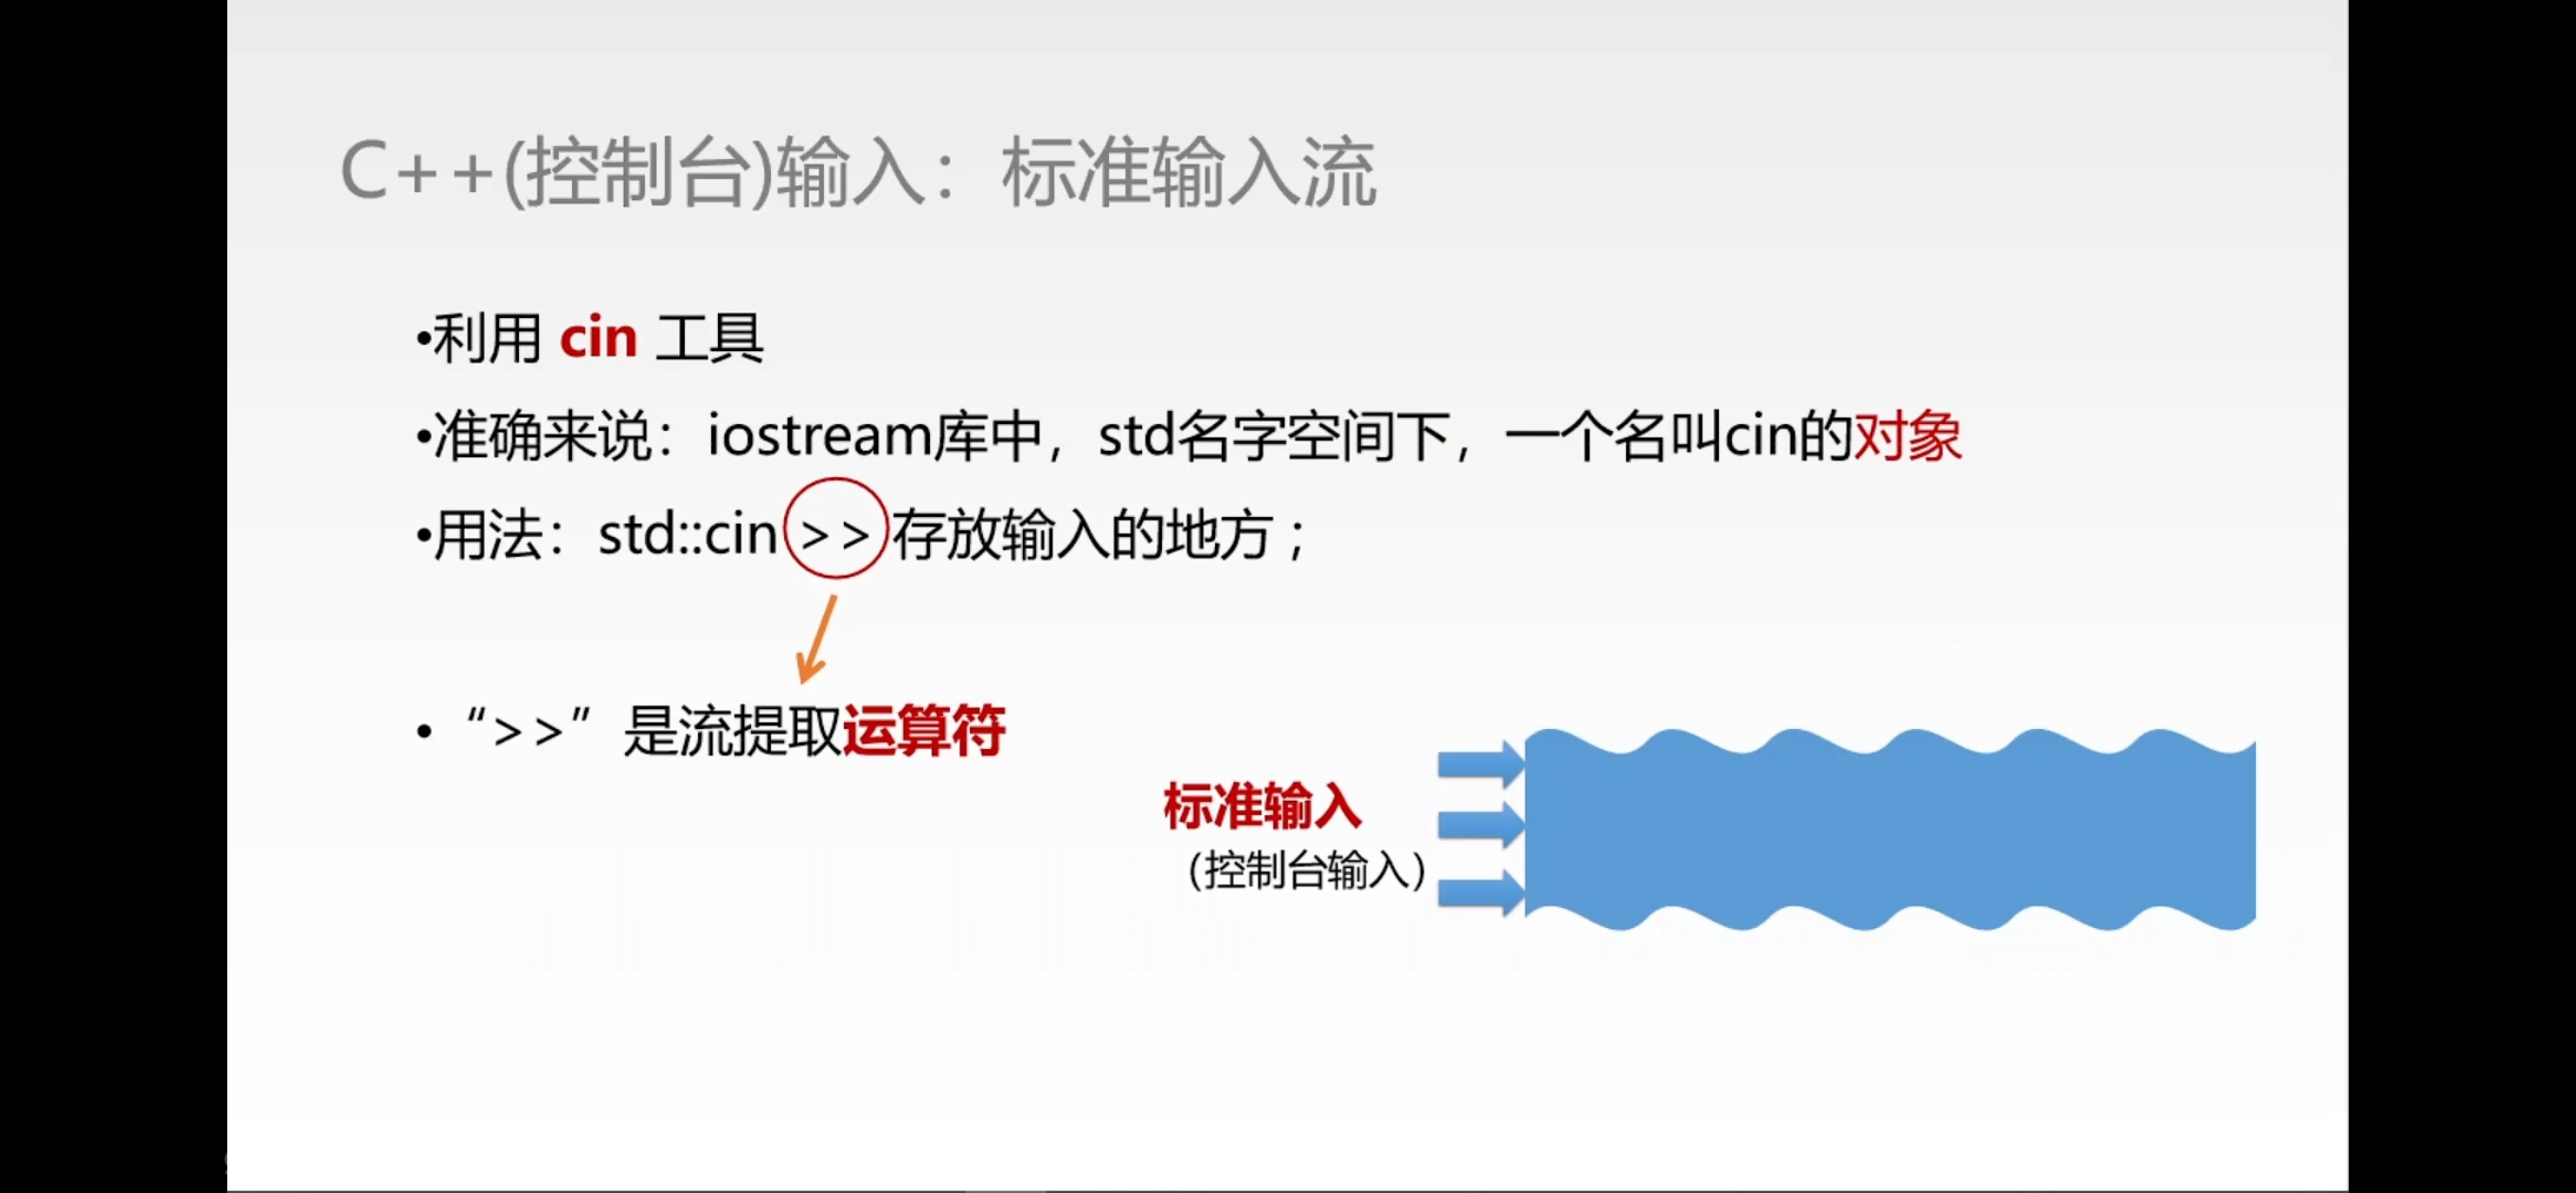 C++(控制台)输入：标准输入流
•利用 cin 工具
•准确来说：iostream库中，std名字空间下，一个名叫cin的对象
•用法：std::cin >> 存放输入的地方；
• “>>” 是流提取运算符
标准输入
（控制台输入）